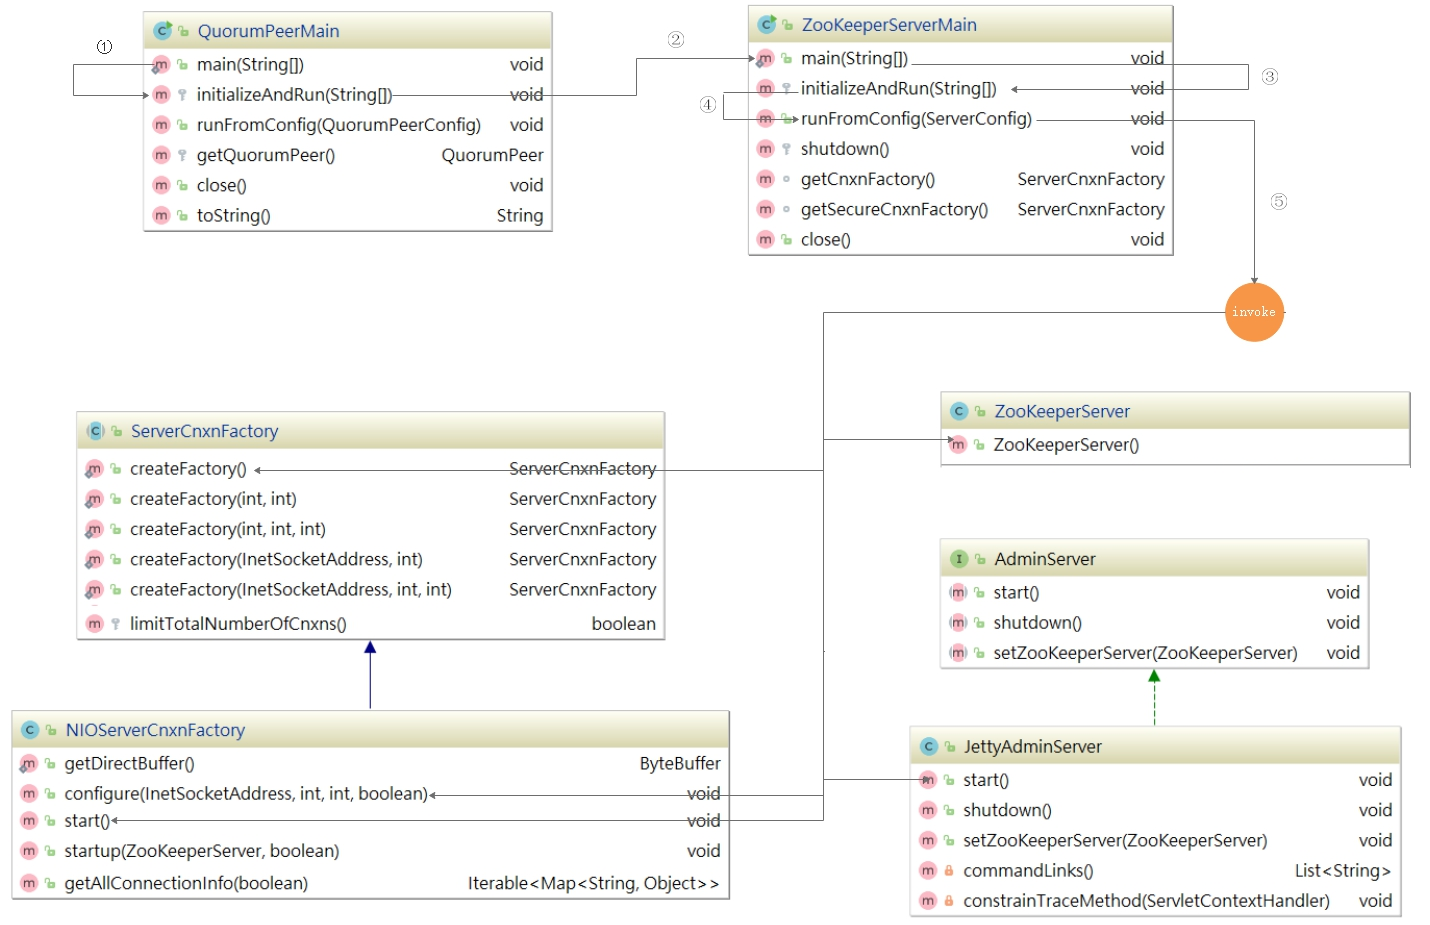 ①
QuorumPeerMain
main(String[]) void
initializeAndRun(String[]) void
runFromConfig(QuorumPeerConfig) void
getQuorumPeer() QuorumPeer
close() void
toString() String
②
ZooKeeperServerMain
main(String[]) void
initializeAndRun(String[]) void
runFromConfig(ServerConfig) void
shutdown() void
getCnxnFactory() ServerCnxnFactory
getSecureCnxnFactory() ServerCnxnFactory
close() void
③
④
⑤
invoke
ServerCnxnFactory
createFactory() ServerCnxnFactory
createFactory(int, int) ServerCnxnFactory
createFactory(int, int, int) ServerCnxnFactory
createFactory(InetSocketAddress, int) ServerCnxnFactory
createFactory(InetSocketAddress, int, int) ServerCnxnFactory
limitTotalNumberOfCnxns() boolean
ZooKeeperServer
ZooKeeperServer()
AdminServer
start() void
shutdown() void
setZooKeeperServer(ZooKeeperServer) void
NIOServerCnxnFactory
getDirectBuffer() ByteBuffer
configure(InetSocketAddress, int, int, boolean) void
start() void
startup(ZooKeeperServer, boolean) void
getAllConnectionInfo(boolean) Iterable<Map<String, Object>>
JettyAdminServer
start() void
shutdown() void
setZooKeeperServer(ZooKeeperServer) void
commandLinks() List<String>
constrainTraceMethod(ServletContextHandler) void